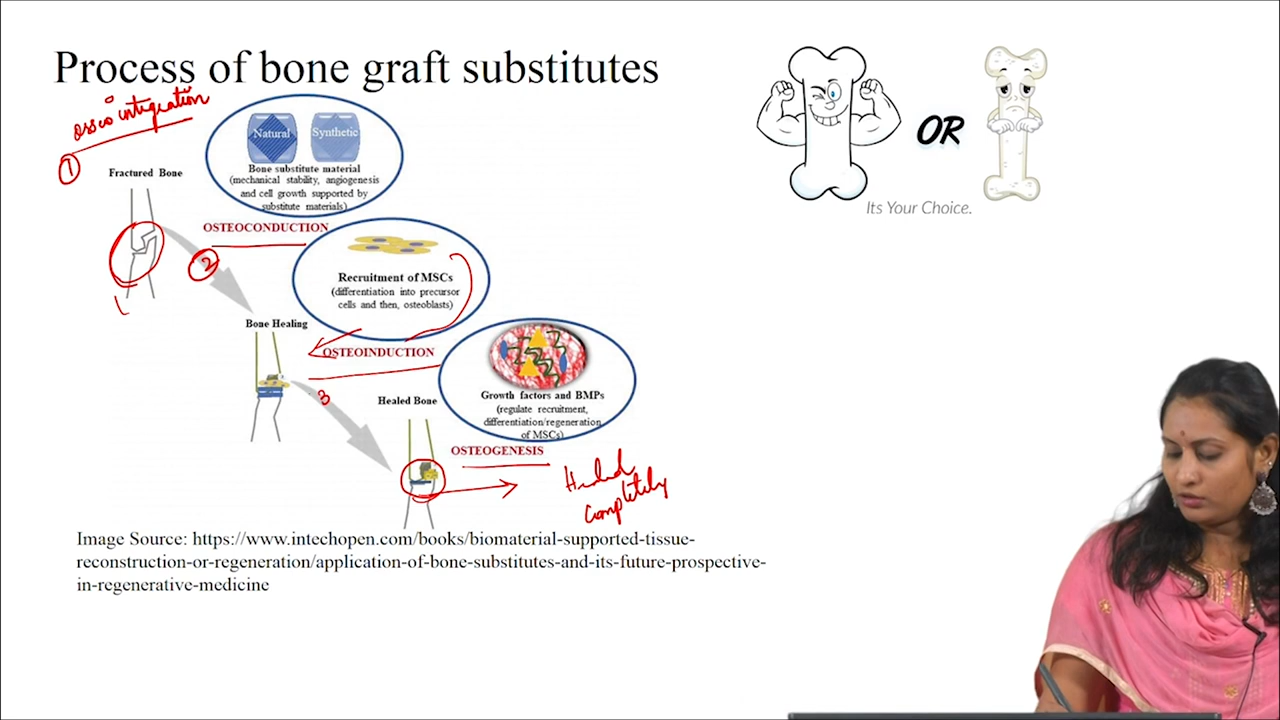 Process of bone graft substitutes
osseo integration
1
Fractured Bone
Natural
Synthetic
Bone substitute material
(mechanical stability, angiogenesis
and cell growth supported by
substitute materials)
OSTEOCONDUCTION
2
Recruitment of MSCs
(differentiation into precursor
cells and then, osteoblasts)
Bone Healing
OSTEOINDUCTION
3
Growth factors and BMPs
(regulate recruitment,
differentiation/regeneration
of MSCs)
Healed Bone
OSTEOGENESIS
Healed
completely
OR
Its Your Choice.
Image Source: https://www.intechopen.com/books/biomaterial-supported-tissue-
reconstruction-or-regeneration/application-of-bone-substitutes-and-its-future-prospective-
in-regenerative-medicine